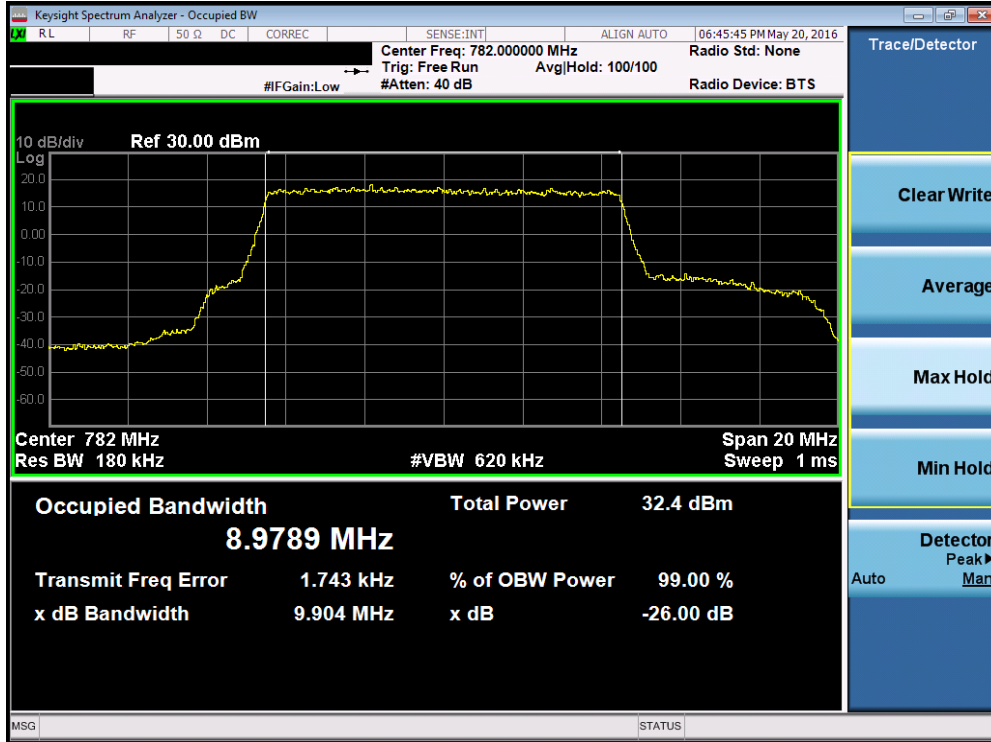 Keysight Spectrum Analyzer - Occupied BW
LXI RL RF 50 Ω DC CORREC SENSE:INT ALIGN AUTO 06:45:45 PM May 20, 2016
Center Freq: 782.000000 MHz Radio Std: None
Trig: Free Run Avg|Hold: 100/100
#IFGain:Low #Atten: 40 dB Radio Device: BTS
Trace/Detector
10 dB/div Ref 30.00 dBm
Log
20.0
10.0
0.00
-10.0
-20.0
-30.0
-40.0
-50.0
-60.0
Center 782 MHz Span 20 MHz
Res BW 180 kHz #VBW 620 kHz Sweep 1 ms
Occupied Bandwidth Total Power 32.4 dBm
8.9789 MHz
Transmit Freq Error 1.743 kHz % of OBW Power 99.00 %
x dB Bandwidth 9.904 MHz x dB -26.00 dB
Clear Write
Average
Max Hold
Min Hold
Detector
Peak
Auto Man
MSG STATUS